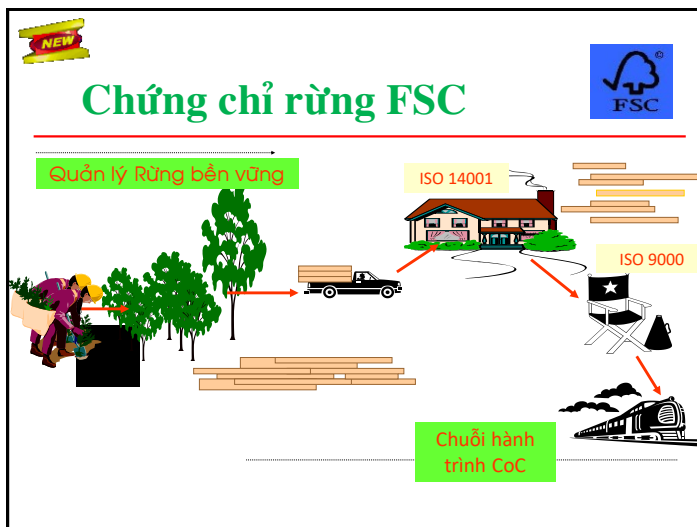 NEW
Chứng chỉ rừng FSC
©
FSC
Quản lý Rừng bền vững
ISO 14001
ISO 9000
Chuỗi hành
trình CoC